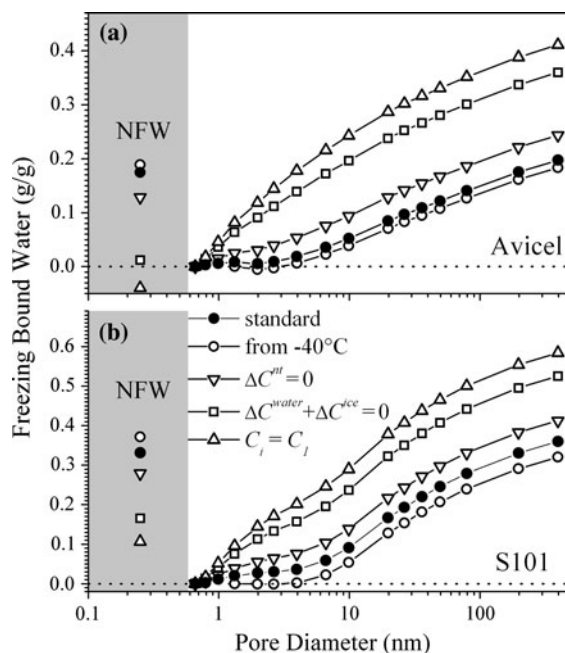 (a)
0.4
NFW
0.3
0.2
0.1
0.0
Avicel
Freezing Bound Water (g/g)
(b)
standard
0.6
from -40°C
NFW
ΔC^nt = 0
0.5
ΔC^water + ΔC^ice = 0
0.4
C_i = C_1
0.3
0.2
0.1
S101
0.0
0.1
1
10
100
Pore Diameter (nm)